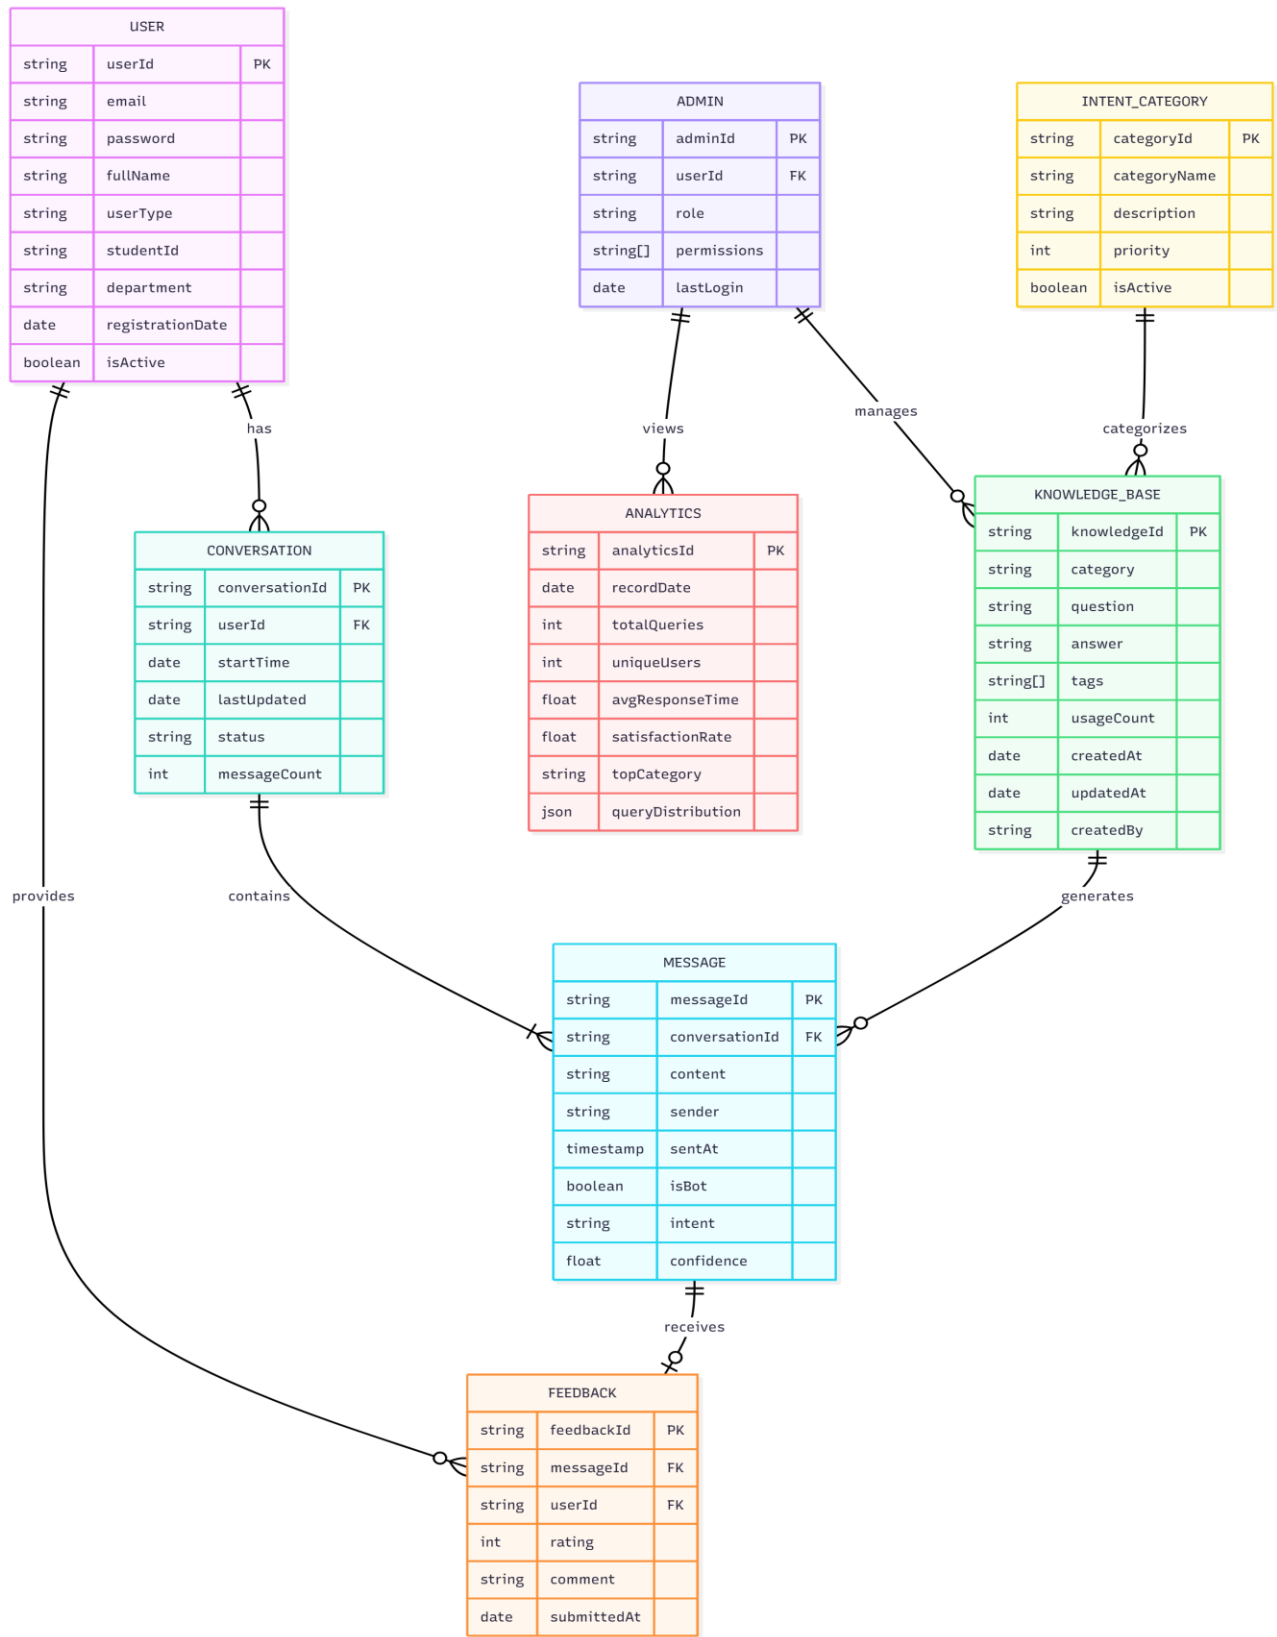 USER
string userId PK
string email
string password
string fullName
string userType
string studentId
string department
date registrationDate
boolean isActive
ADMIN
string adminId PK
string userId FK
string role
string[] permissions
date lastLogin
INTENT_CATEGORY
string categoryId PK
string categoryName
string description
int priority
boolean isActive
has
views
manages
categorizes
CONVERSATION
string conversationId PK
string userId FK
date startTime
date lastUpdated
string status
int messageCount
ANALYTICS
string analyticsId PK
date recordDate
int totalQueries
int uniqueUsers
float avgResponseTime
float satisfactionRate
string topCategory
json queryDistribution
KNOWLEDGE_BASE
string knowledgeId PK
string category
string question
string answer
string[] tags
int usageCount
date createdAt
date updatedAt
string createdBy
provides
contains
generates
MESSAGE
string messageId PK
string conversationId FK
string content
string sender
timestamp sentAt
boolean isBot
string intent
float confidence
receives
FEEDBACK
string feedbackId PK
string messageId FK
string userId FK
int rating
string comment
date submittedAt